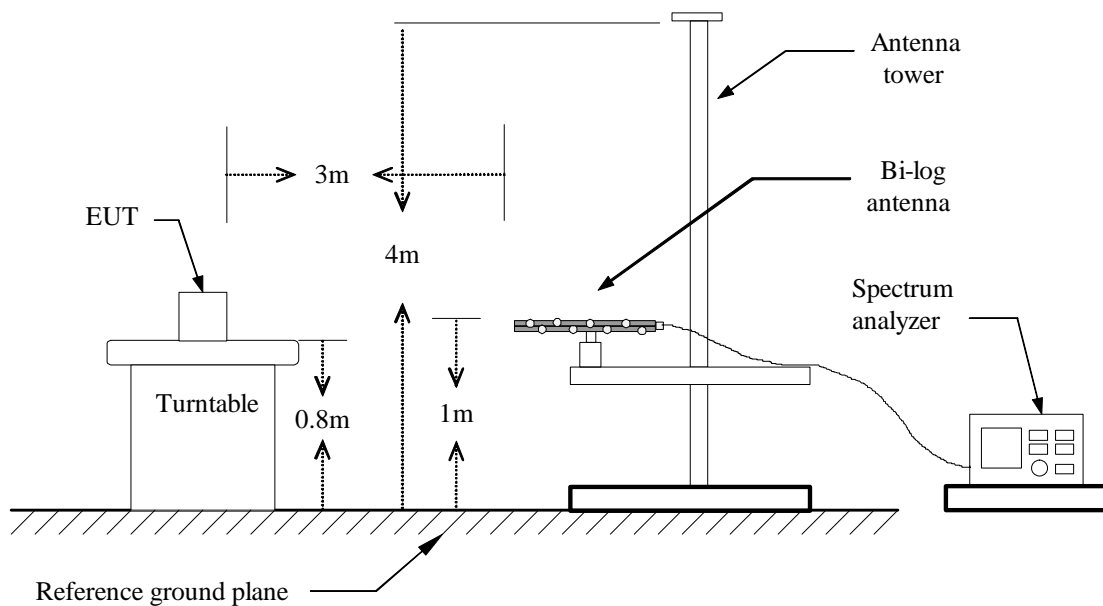 Antenna
tower
3m
Bi-log
antenna
EUT
4m
Spectrum
analyzer
Turntable
0.8m
1m
Reference ground plane